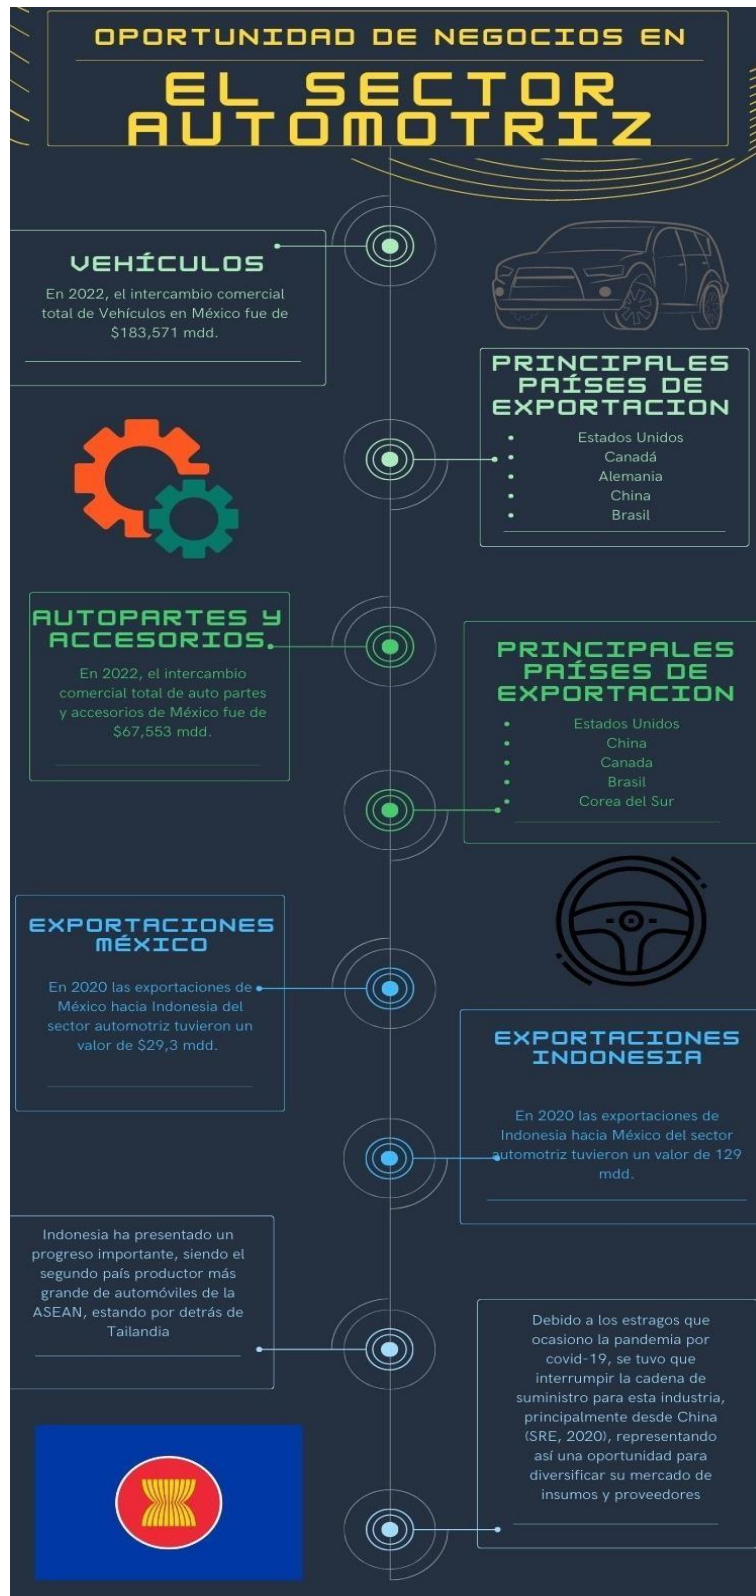 OPORTUNIDAD DE NEGOCIOS EN
EL SECTOR
AUTOMOTRIZ
VEHÍCULOS
En 2022, el intercambio comercial
total de Vehículos en México fue de
$183,571 mdd.
PRINCIPALES
PAÍSES DE
EXPORTACION
• Estados Unidos
• Canadá
• Alemania
• China
• Brasil
AUTOPARTES Y
ACCESORIOS
En 2022, el intercambio
comercial total de auto partes
y accesorios de México fue de
$67,553 mdd.
PRINCIPALES
PAÍSES DE
EXPORTACION
• Estados Unidos
• China
• Canada
• Brasil
• Corea del Sur
EXPORTACIONES
MÉXICO
En 2020 las exportaciones de
México hacia Indonesia del
sector automotriz tuvieron un
valor de $29,3 mdd.
EXPORTACIONES
INDONESIA
En 2020 las exportaciones de
Indonesia hacia México del sector
automotriz tuvieron un valor de 129
mdd.
Indonesia ha presentado un
progreso importante, siendo el
segundo país productor más
grande de automóviles de la
ASEAN, estando por detrás de
Tailandia
Debido a los estragos que
ocasiono la pandemia por
covid-19, se tuvo que
interrumpir la cadena de
suministro para esta industria,
principalmente desde China
(SRE, 2020), representando
así una oportunidad para
diversificar su mercado de
insumos y proveedores